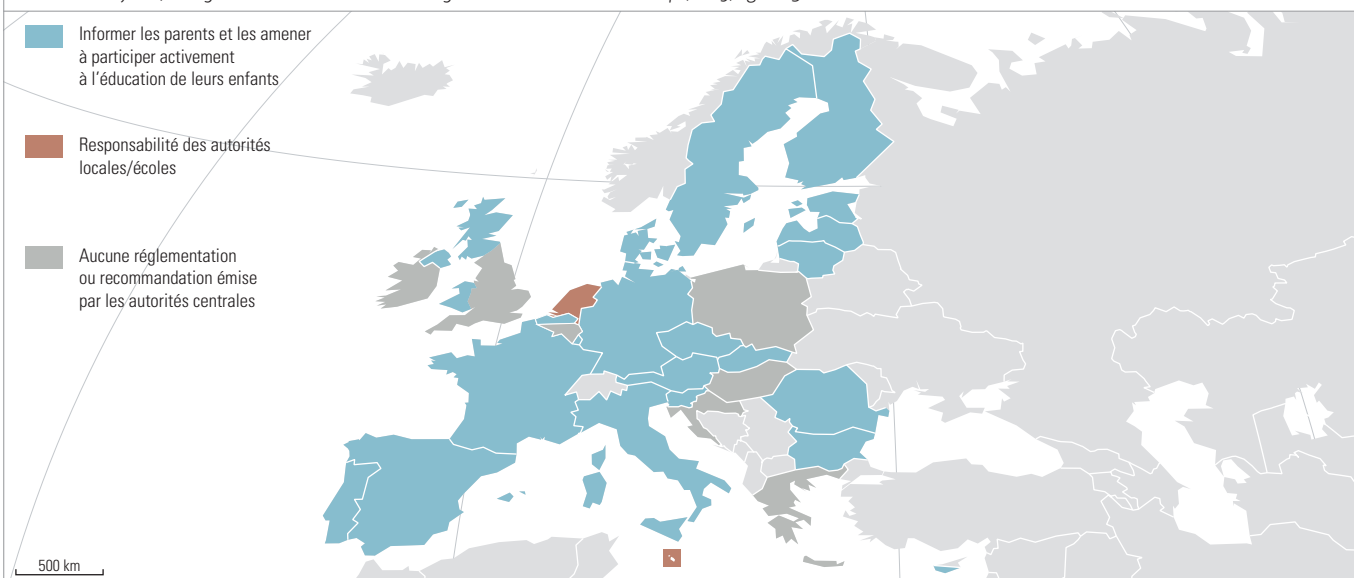 Informer les parents et les amener
à participer activement
à l’éducation de leurs enfants
Responsabilité des autorités
locales/écoles
Aucune réglementation
ou recommandation émise
par les autorités centrales
500 km